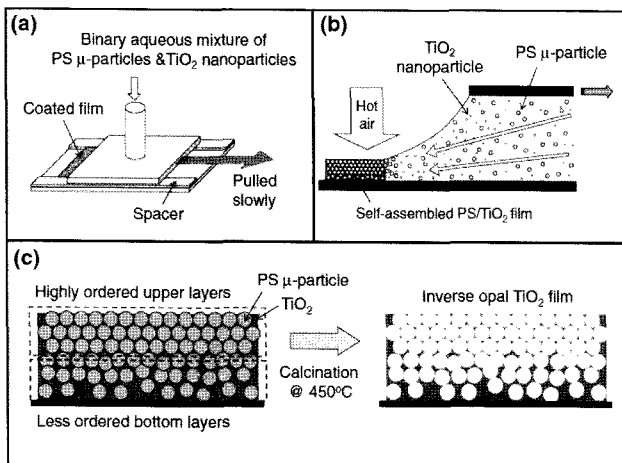 (a)
Binary aqueous mixture of
PS μ-particles &TiO2 nanoparticles
Coated film
Pulled
slowly
Spacer
(b)
TiO2
nanoparticle
PS μ-particle
Hot
air
Self-assembled PS/TiO2 film
(c)
Highly ordered upper layers
PS μ-particle
TiO2
Less ordered bottom layers
Calcination
@ 450°C
Inverse opal TiO2 film